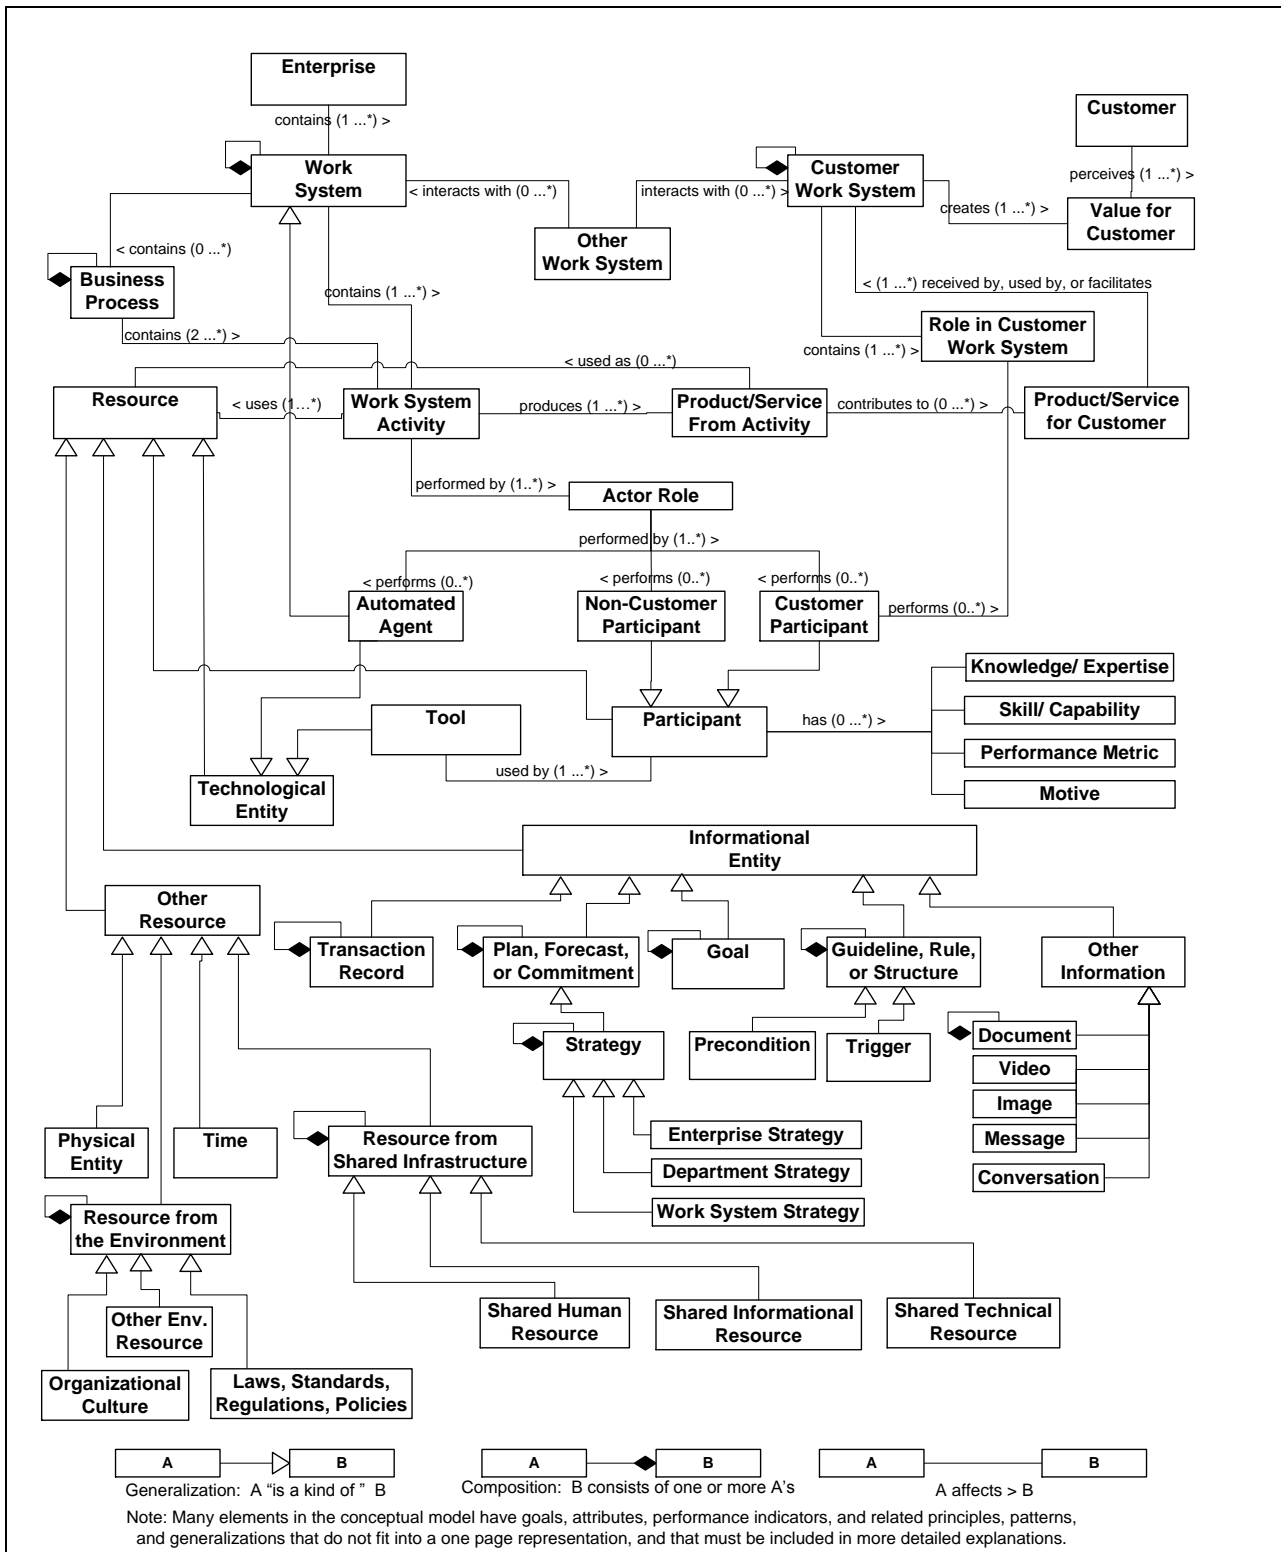 Enterprise
contains (1 ...*) >
Customer
Work
System
Customer
Work System
< interacts with (0 ...*)
interacts with (0 ...*) >
perceives (1 ...*) >
creates (1 ...*) >
Value for
Customer
Other
Work System
< contains (0 ...*)
Business
Process
contains (1 ...*) >
< (1 ...*) received by, used by, or facilitates
contains (2 ...*) >
Role in Customer
Work System
contains (1 ...*) >
< used as (0 ...*)
Resource
< uses (1...*)
Work System
Activity
produces (1 ...*) >
Product/Service
From Activity
contributes to (0 ...*) >
Product/Service
for Customer
performed by (1..*) >
Actor Role
performed by (1..*) >
< performs (0..*)
< performs (0..*)
< performs (0..*)
Automated
Agent
Non-Customer
Participant
Customer
Participant
performs (0..*) >
Knowledge/ Expertise
Skill/ Capability
Tool
Participant
has (0 ...*) >
Performance Metric
used by (1 ...*) >
Motive
Technological
Entity
Informational
Entity
Other
Resource
Transaction
Record
Plan, Forecast,
or Commitment
Goal
Guideline, Rule,
or Structure
Other
Information
Strategy
Precondition
Trigger
Document
Video
Image
Message
Conversation
Physical
Entity
Time
Resource from
Shared Infrastructure
Enterprise Strategy
Department Strategy
Work System Strategy
Resource from
the Environment
Other Env.
Resource
Shared Human
Resource
Shared Informational
Resource
Shared Technical
Resource
Organizational
Culture
Laws, Standards,
Regulations, Policies
A
B
A
B
A
B
Generalization: A “is a kind of ” B
Composition: B consists of one or more A's
A affects > B
Note: Many elements in the conceptual model have goals, attributes, performance indicators, and related principles, patterns,
and generalizations that do not fit into a one page representation, and that must be included in more detailed explanations.